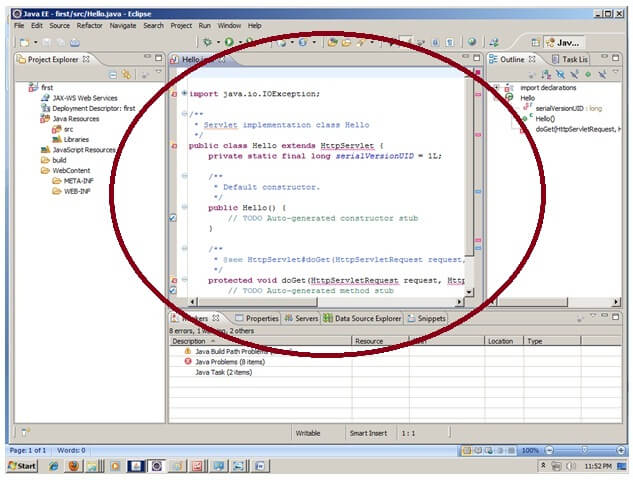 Java EE - first/src/Hello.java - Eclipse
File Edit Source Refactor Navigate Search Project Run Window Help
Jav...
Project Explorer
first
JAX-WS Web Services
Deployment Descriptor: first
Java Resources
src
Libraries
JavaScript Resources
build
WebContent
META-INF
WEB-INF
Hello.java
import java.io.IOException;
/**
* Servlet implementation class Hello
*/
public class Hello extends HttpServlet {
private static final long serialVersionUID = 1L;
/**
* Default constructor.
*/
public Hello() {
// TODO Auto-generated constructor stub
}
/**
* @see HttpServlet#doGet(HttpServletRequest request,
*/
protected void doGet(HttpServletRequest request, Http
// TODO Auto-generated method stub
Outline Task Lis
import declarations
Hello
serialVersionUID : long
Hello()
doGet(HttpServletRequest, H
Markers Properties Servers Data Source Explorer Snippets
8 errors, 1 warning, 2 others
Description Resource Location Type
Java Build Path Problems
Java Problems (8 items)
Java Task (2 items)
Writable Smart Insert 1 : 1
Page: 1 of 1 Words: 0 100%
Start 11:52 PM